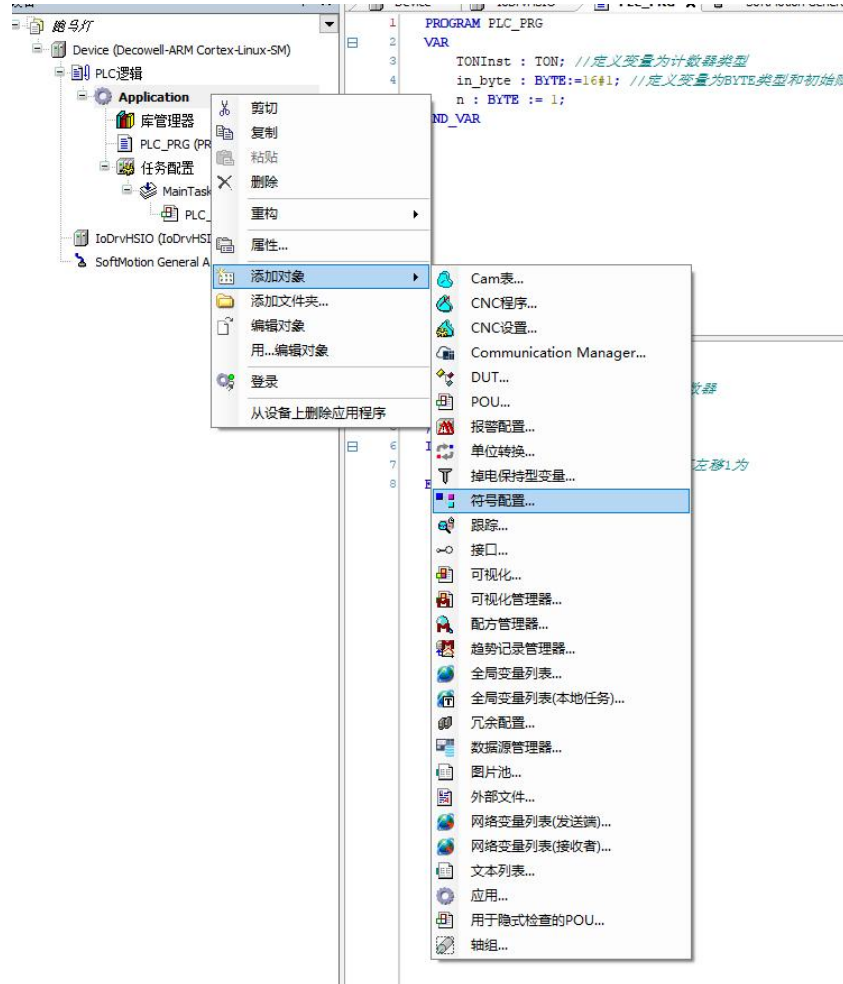 PLC_PRG
SoftMotion General
跑马灯
Device (Decowell-ARM Cortex-Linux-SM)
PLC逻辑
Application
库管理器
PLC_PRG (PR
任务配置
MainTask
PLC_
IoDrvHSIO (IoDrvHSI
SoftMotion General A
1 PROGRAM PLC_PRG
2 VAR
3 TONInst : TON; //定义变量为计数器类型
4 in_byte : BYTE:=16#1; //定义变量为BYTE类型和初始
n : BYTE := 1;
ND_VAR
剪切
复制
粘贴
删除
重构
属性...
添加对象
添加文件夹...
编辑对象
用...编辑对象
登录
从设备上删除应用程序
Cam表...
CNC程序...
CNC设置...
Communication Manager...
DUT...
POU...
报警配置...
单位转换...
掉电保持型变量...
符号配置...
跟踪...
接口...
可视化...
可视化管理器...
配方管理器...
趋势记录管理器...
全局变量列表...
全局变量列表(本地任务)...
冗余配置...
数据源管理器...
图片池...
外部文件...
网络变量列表(发送端)...
网络变量列表(接收者)...
文本列表...
应用...
用于隐式检查的POU...
轴组...
数器
6 I
7 左移1为
8 E